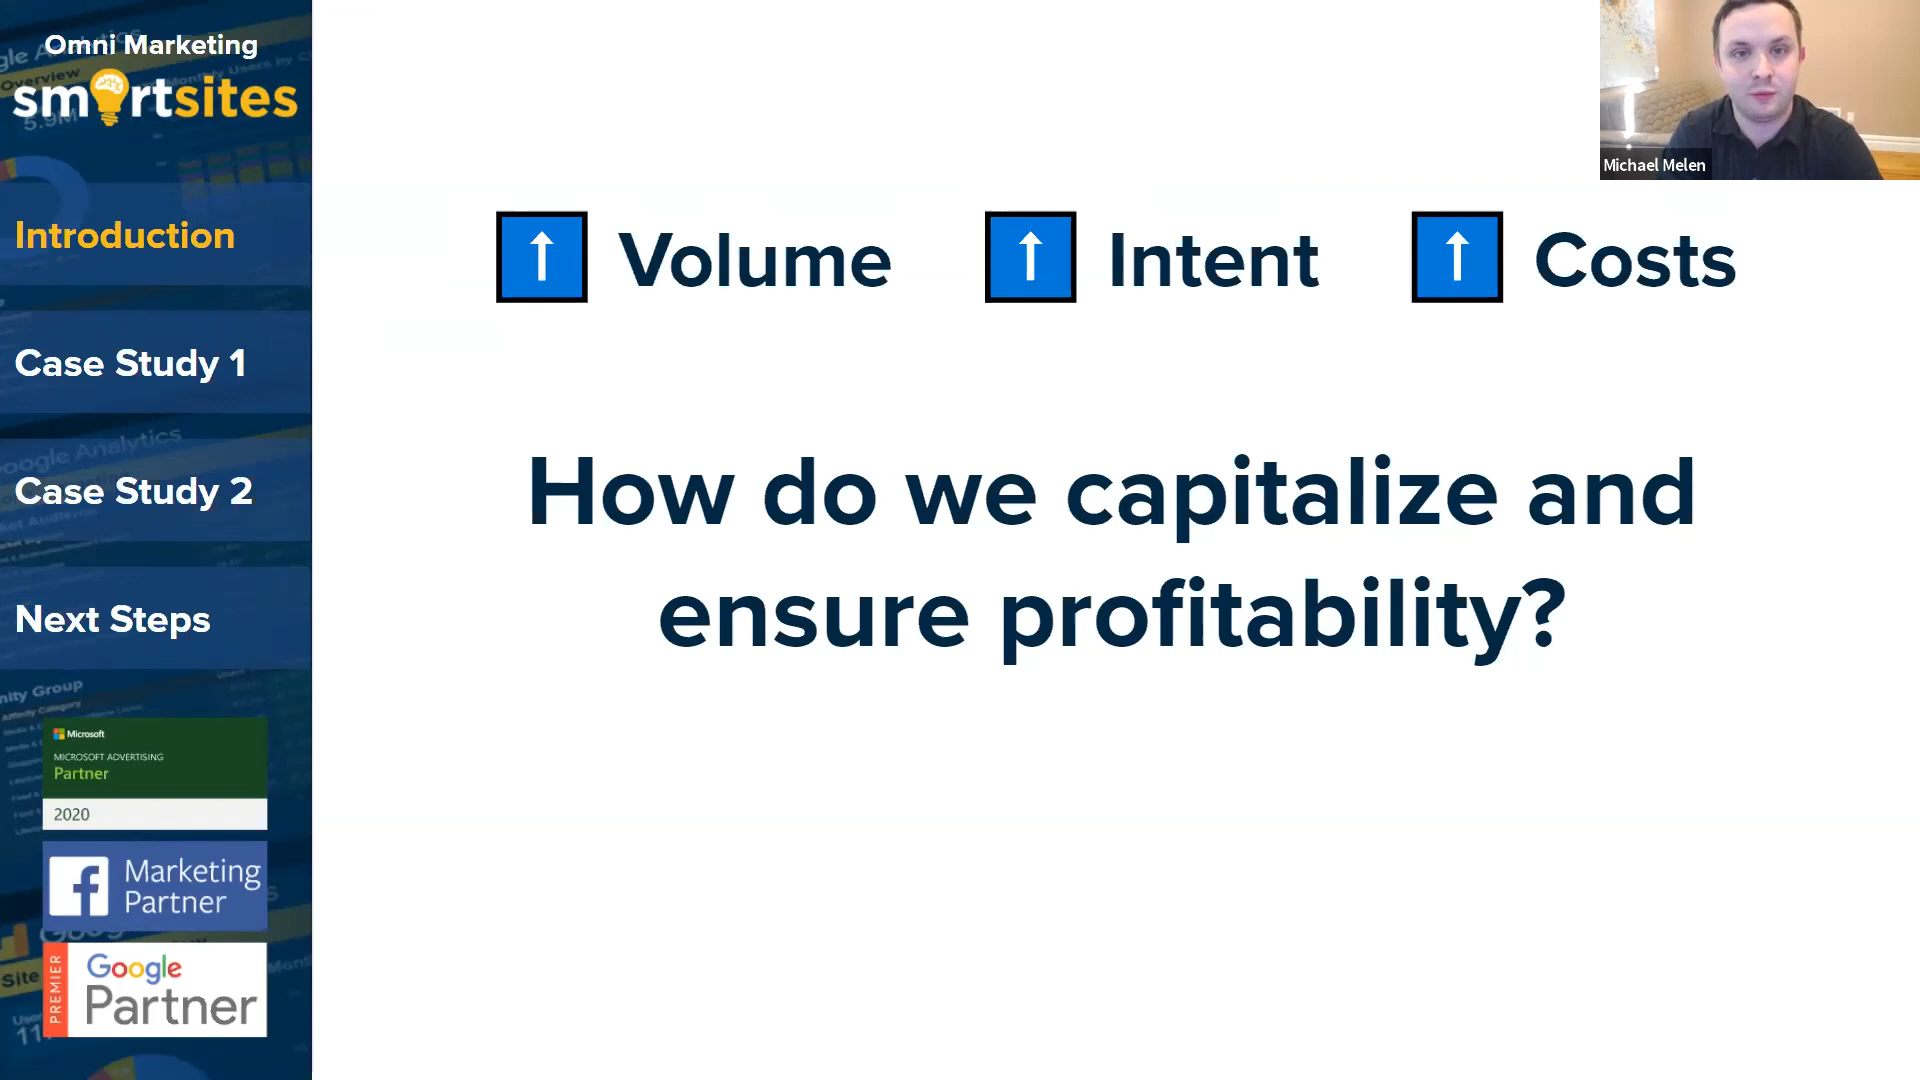 Omni Marketing
smartsites
Introduction
Case Study 1
Case Study 2
Next Steps
Microsoft
MICROSOFT ADVERTISING
Partner
2020
Marketing
Partner
PREMIER
Google
Partner
↑ Volume ↑ Intent ↑ Costs
How do we capitalize and
ensure profitability?
Michael Melen